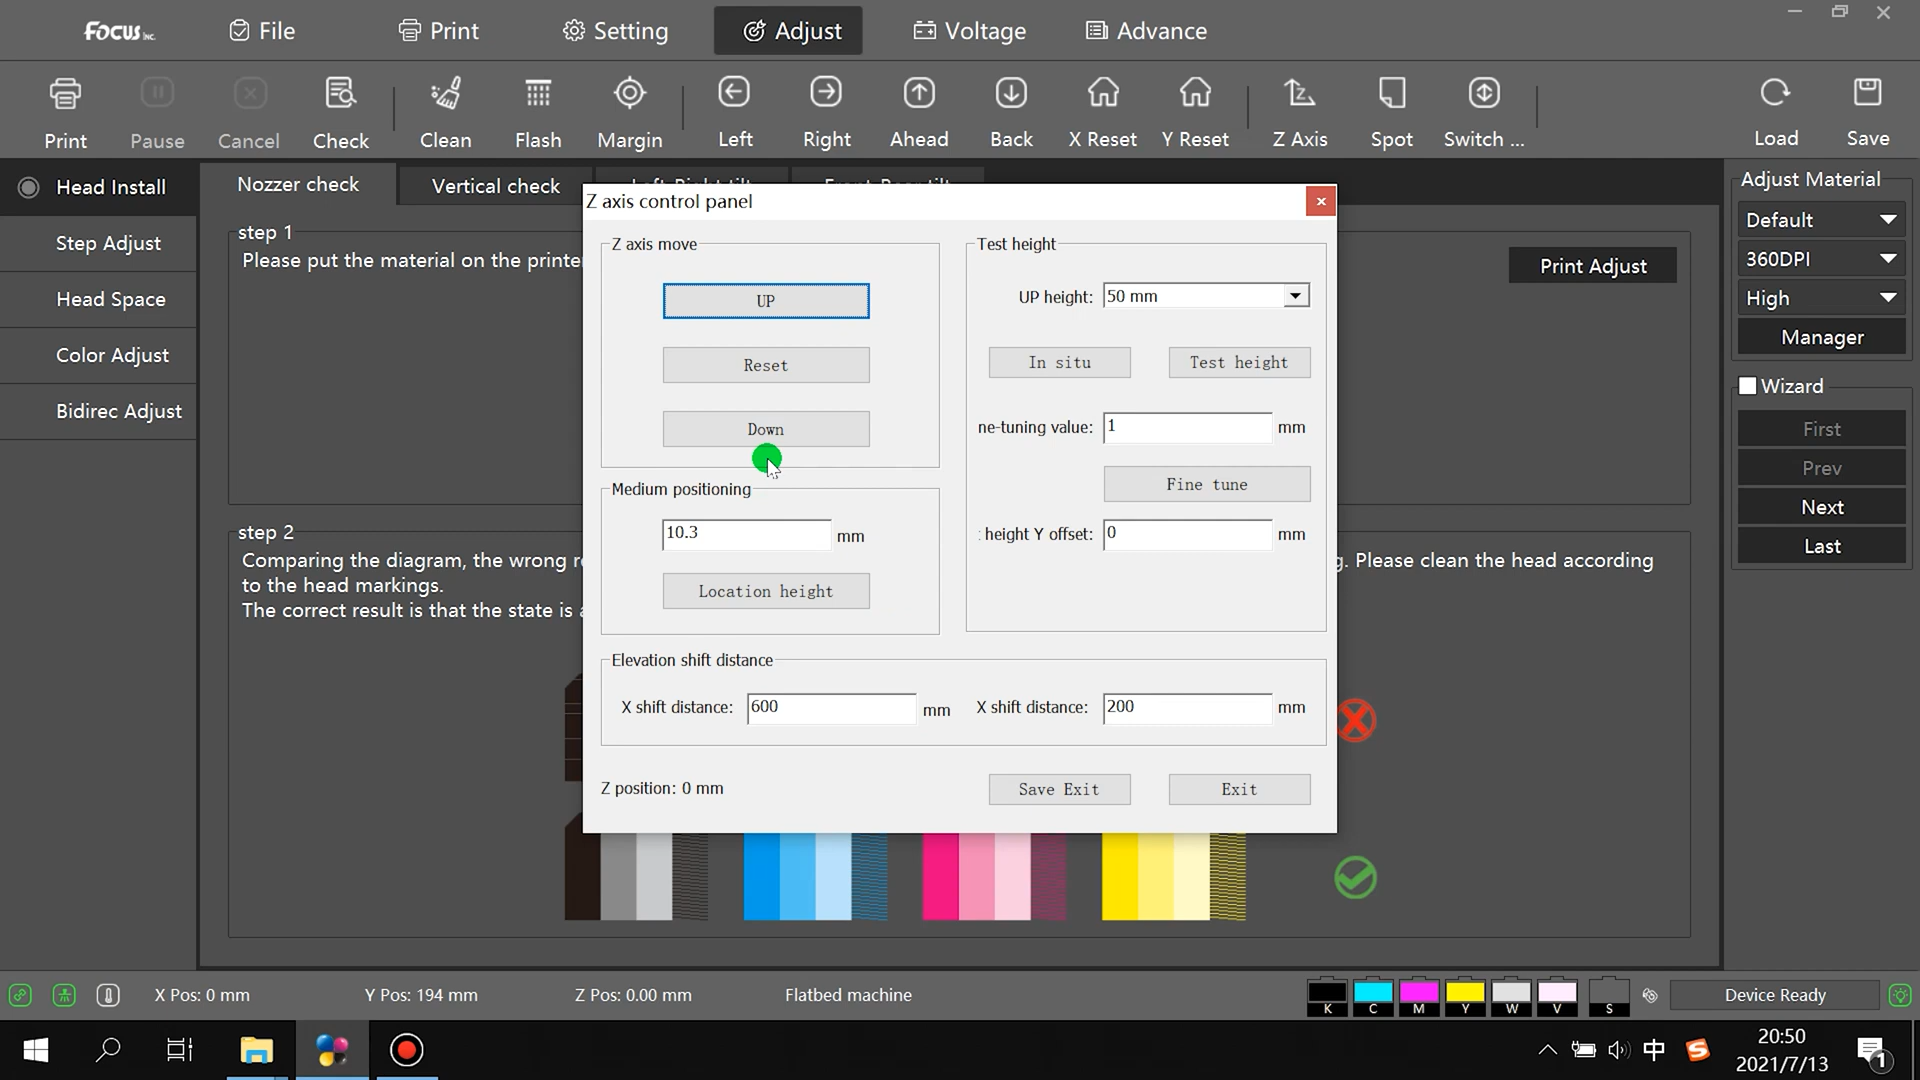 FOCUS INC.
File
Print
Setting
Adjust
Voltage
Advance
Print
Pause
Cancel
Check
Clean
Flash
Margin
Left
Right
Ahead
Back
X Reset
Y Reset
Z Axis
Spot
Switch ...
Load
Save
Head Install
Step Adjust
Head Space
Color Adjust
Bidirec Adjust
Nozzer check
Vertical check
step 1
Please put the material on the printe
Print Adjust
step 2
Comparing the diagram, the wrong r
g. Please clean the head according
to the head markings.
The correct result is that the state is a
Z axis control panel
Z axis move
UP
Reset
Down
Medium positioning
10.3 mm
Location height
Test height
UP height: 50 mm
In situ
Test height
ne-tuning value: 1 mm
Fine tune
: height Y offset: 0 mm
Elevation shift distance
X shift distance: 600 mm
X shift distance: 200 mm
Z position: 0 mm
Save Exit
Exit
Adjust Material
Default
360DPI
High
Manager
Wizard
First
Prev
Next
Last
X Pos: 0 mm
Y Pos: 194 mm
Z Pos: 0.00 mm
Flatbed machine
K
C
M
Y
W
V
S
Device Ready
中
S
20:50
2021/7/13
1